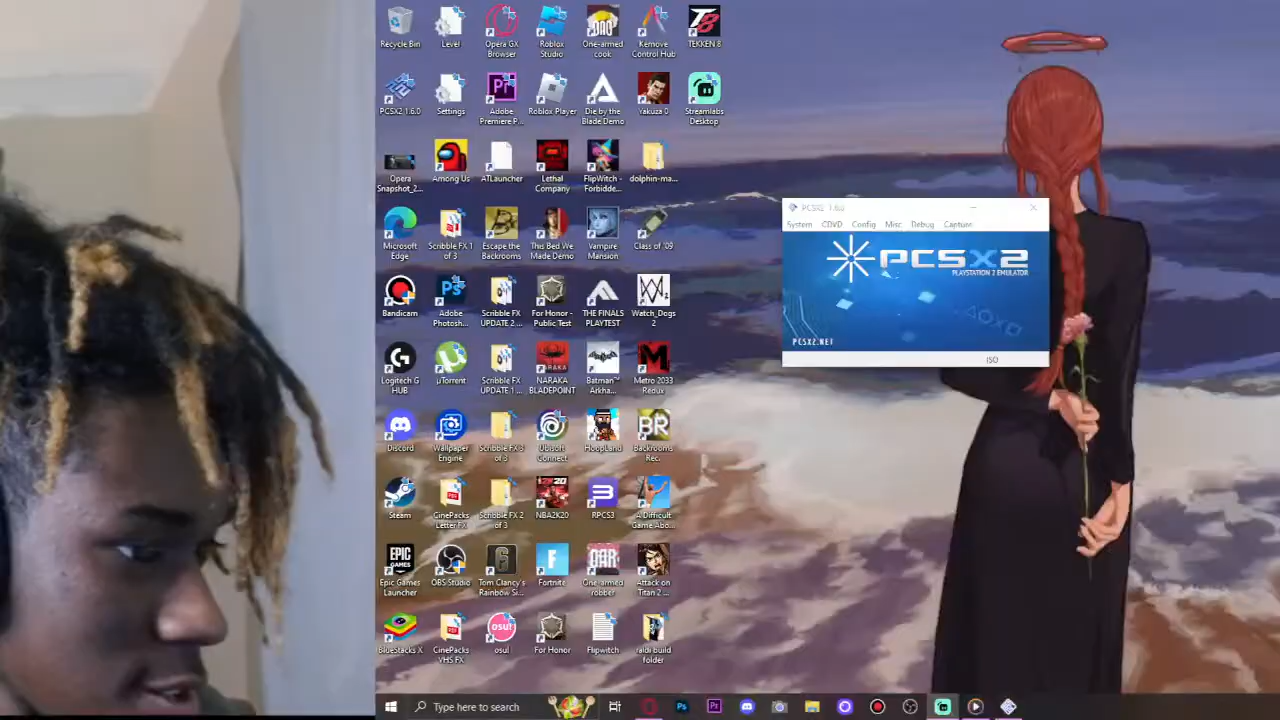 Recycle Bin
Level
Opera GX
Browser
Roblox
Studio
One-armed
cook
Kemove
Control Hub
TEKKEN 8
PCSX2 1.6.0
Settings
Adobe
Premiere P...
Roblox Player
Die by the
Blade Demo
Yakuza 0
Streamlabs
Desktop
Opera
Snapshot_2...
Among Us
ATLauncher
Lethal
Company
FlipWitch -
Forbidde...
dolphin-ma...
Microsoft
Edge
Scribble FX 1
of 3
Escape the
Backrooms
This Bed We
Made Demo
Vampire
Mansion
Class of '09
Bandicam
Adobe
Photosh...
Scribble FX
UPDATE 2 ...
For Honor -
Public Test
THE FINALS
PLAYTEST
Watch_Dogs
2
Logitech G
HUB
µTorrent
Scribble FX
UPDATE 1 ...
NARAKA
BLADEPOINT
Batman™
Arkha...
Metro 2033
Redux
Discord
Wallpaper
Engine
Scribble FX 3
of 3
Ubisoft
Connect
HoopLand
Backrooms
Rec.
Steam
CinePacks
Letter FX
Scribble FX 2
of 3
NBA2K20
RPCS3
A Difficult
Game Abo...
Epic Games
Launcher
OBS Studio
Tom Clancy's
Rainbow Si...
Fortnite
One-armed
robber
Attack on
Titan 2 ...
BlueStacks X
CinePacks
VHS FX
osu!
For Honor
Flipwitch
raldi build
folder
PCSX2 1.6.0
System CDVD Config Misc Debug Capture
PCSX2
PLAYSTATION 2 EMULATOR
PCSX2.NET
ISO
Type here to search